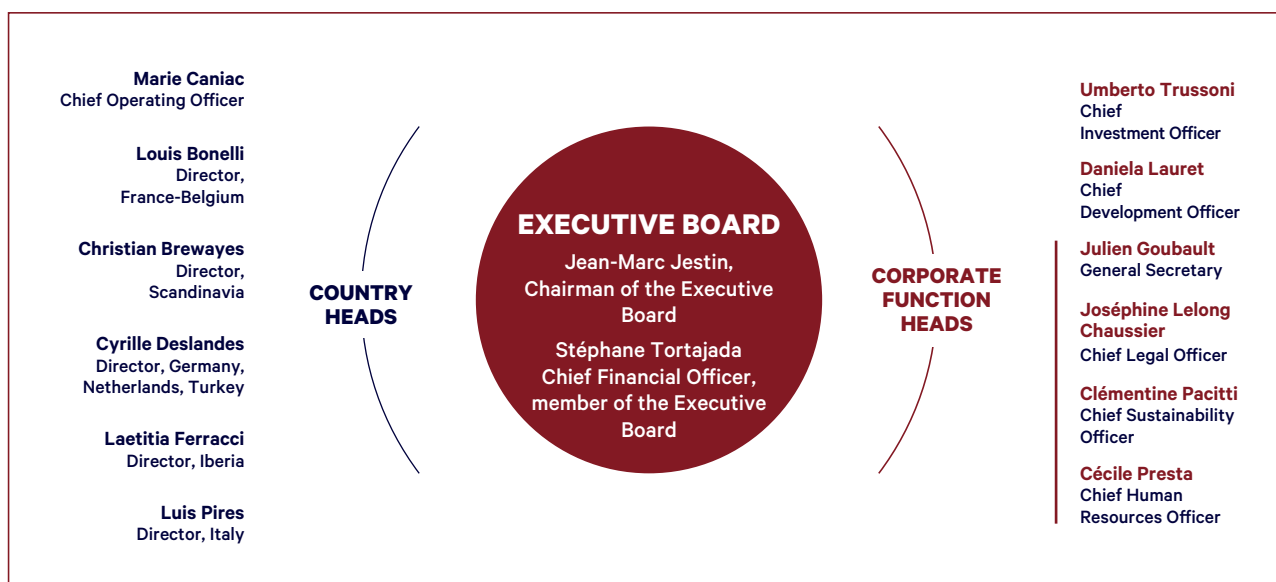 Marie Caniac
Chief Operating Officer
Louis Bonelli
Director,
France-Belgium
Christian Brewayes
Director,
Scandinavia
Cyrille Deslandes
Director, Germany,
Netherlands, Turkey
Laetitia Ferracci
Director, Iberia
Luis Pires
Director, Italy
COUNTRY
HEADS
EXECUTIVE BOARD
Jean-Marc Jestin,
Chairman of the Executive
Board
Stéphane Tortajada
Chief Financial Officer,
member of the Executive
Board
CORPORATE
FUNCTION
HEADS
Umberto Trussoni
Chief
Investment Officer
Daniela Lauret
Chief
Development Officer
Julien Goubault
General Secretary
Joséphine Lelong
Chaussier
Chief Legal Officer
Clémentine Pacitti
Chief Sustainability
Officer
Cécile Presta
Chief Human
Resources Officer